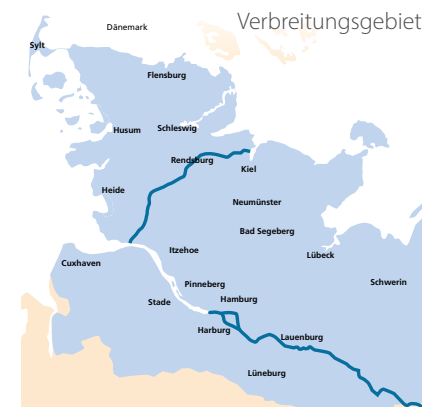 Verbreitungsgebiet
Dänemark
Sylt
Flensburg
Husum
Schleswig
Rendsburg
Kiel
Heide
Neumünster
Bad Segeberg
Itzehoe
Lübeck
Cuxhaven
Schwerin
Pinneberg
Stade
Hamburg
Harburg
Lauenburg
Lüneburg